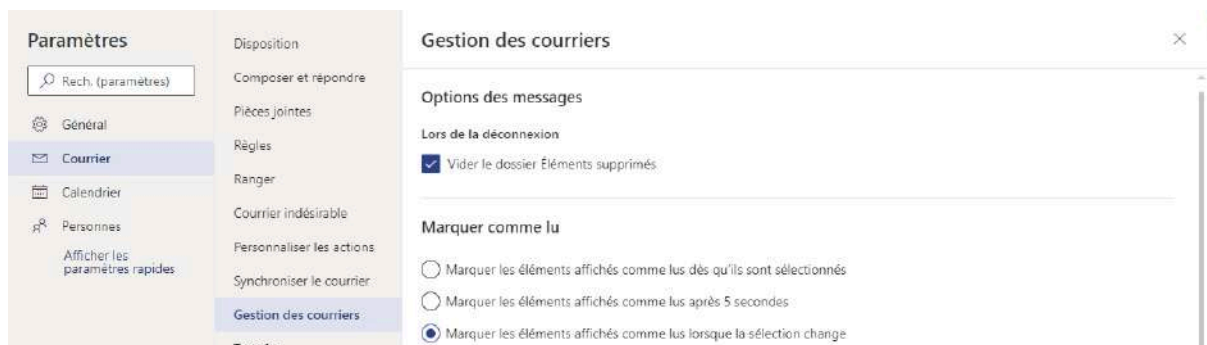 Paramètres
Rech. (paramètres)
Général
Courrier
Calendrier
Personnes
Afficher les
paramètres rapides
Disposition
Composer et répondre
Pièces jointes
Règles
Ranger
Courrier indésirable
Personnaliser les actions
Synchroniser le courrier
Gestion des courriers
Gestion des courriers
Options des messages
Lors de la déconnexion
Vider le dossier Éléments supprimés
Marquer comme lu
Marquer les éléments affichés comme lus dès qu'ils sont sélectionnés
Marquer les éléments affichés comme lus après 5 secondes
Marquer les éléments affichés comme lus lorsque la sélection change